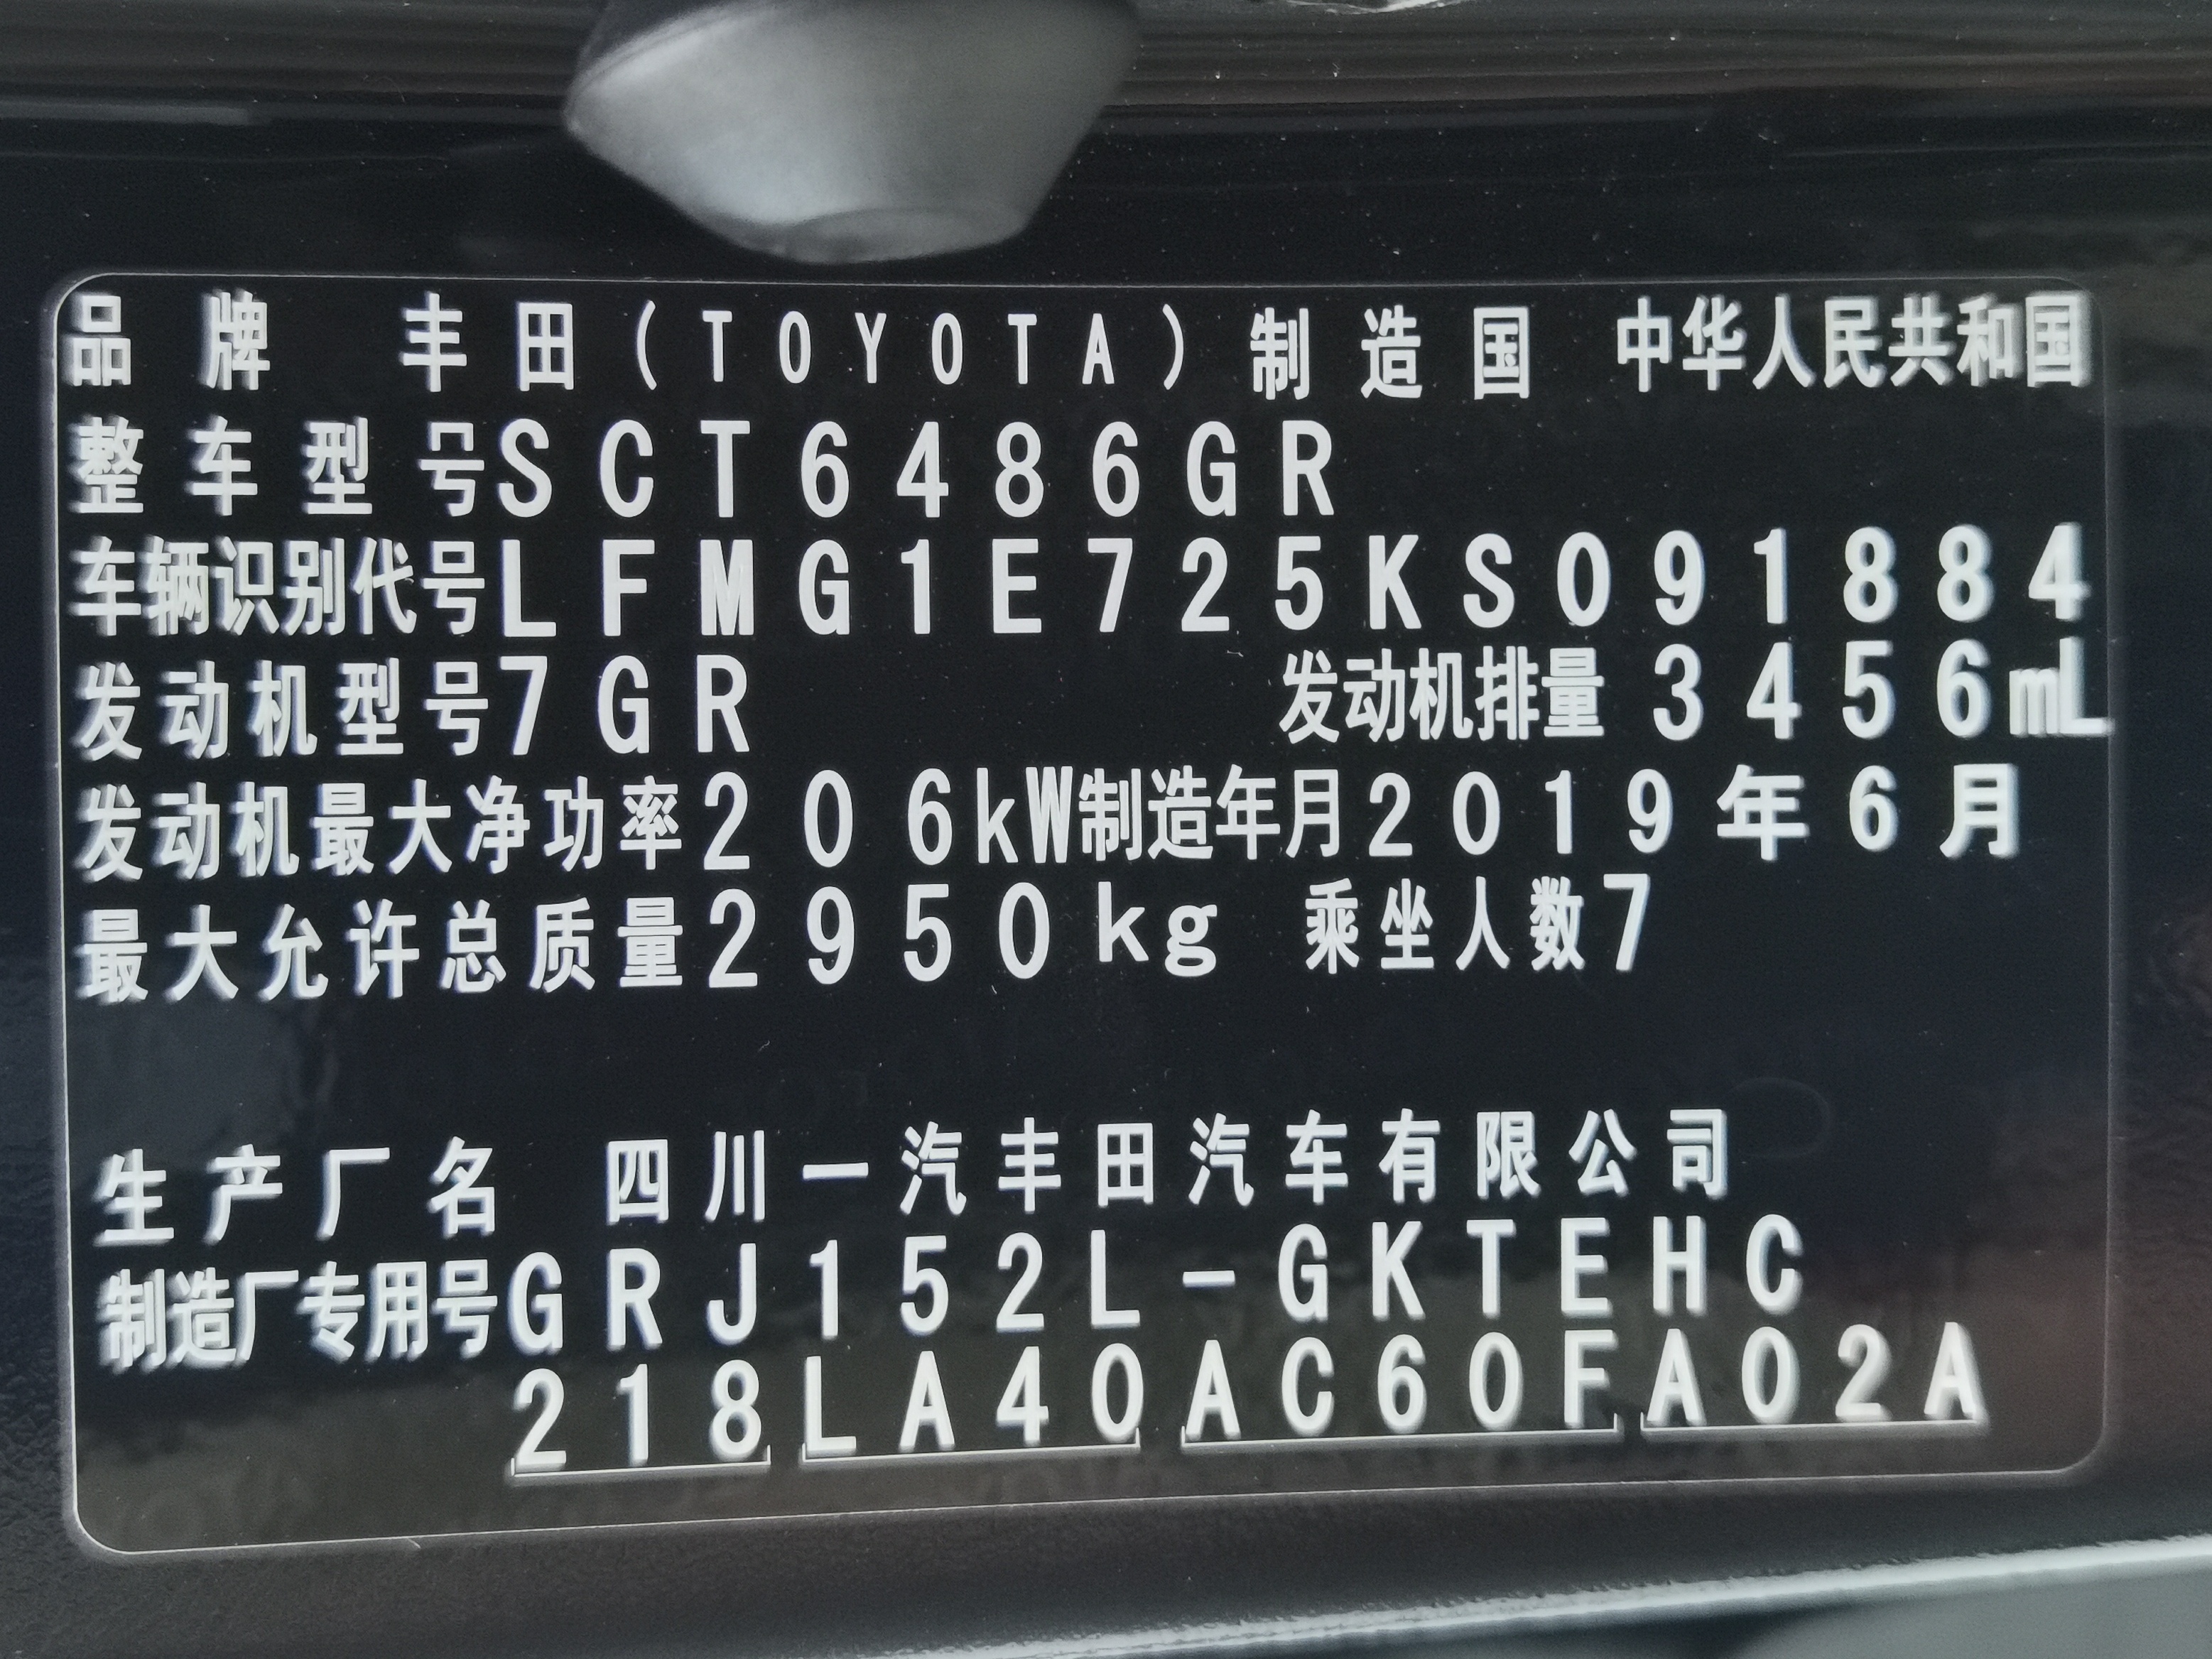 品牌 丰田(TOYOTA)制造国 中华人民共和国
整车型号SCT6486GR
车辆识别代号LFMG1E725KS091884
发动机型号7GR 发动机排量 3456mL
发动机最大净功率206kW制造年月2019年6月
最大允许总质量2950kg 乘坐人数7
生产厂名 四川一汽丰田汽车有限公司
制造厂专用号GRJ152L-GKTEHC
218LA40AC60FA02A